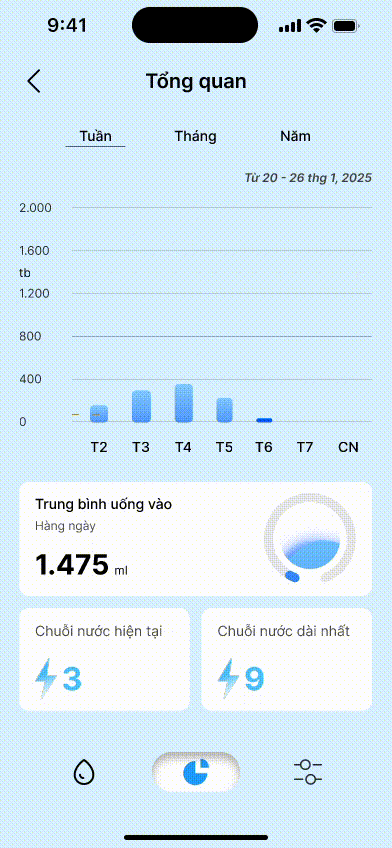 9:41
Tổng quan
Tuần Tháng Năm
Từ 20 - 26 thg 1, 2025
2.000
1.600
tb
1.200
800
400
0
T2 T3 T4 T5 T6 T7 CN
Trung bình uống vào
Hàng ngày
1.475 ml
Chuỗi nước hiện tại
3
Chuỗi nước dài nhất
9